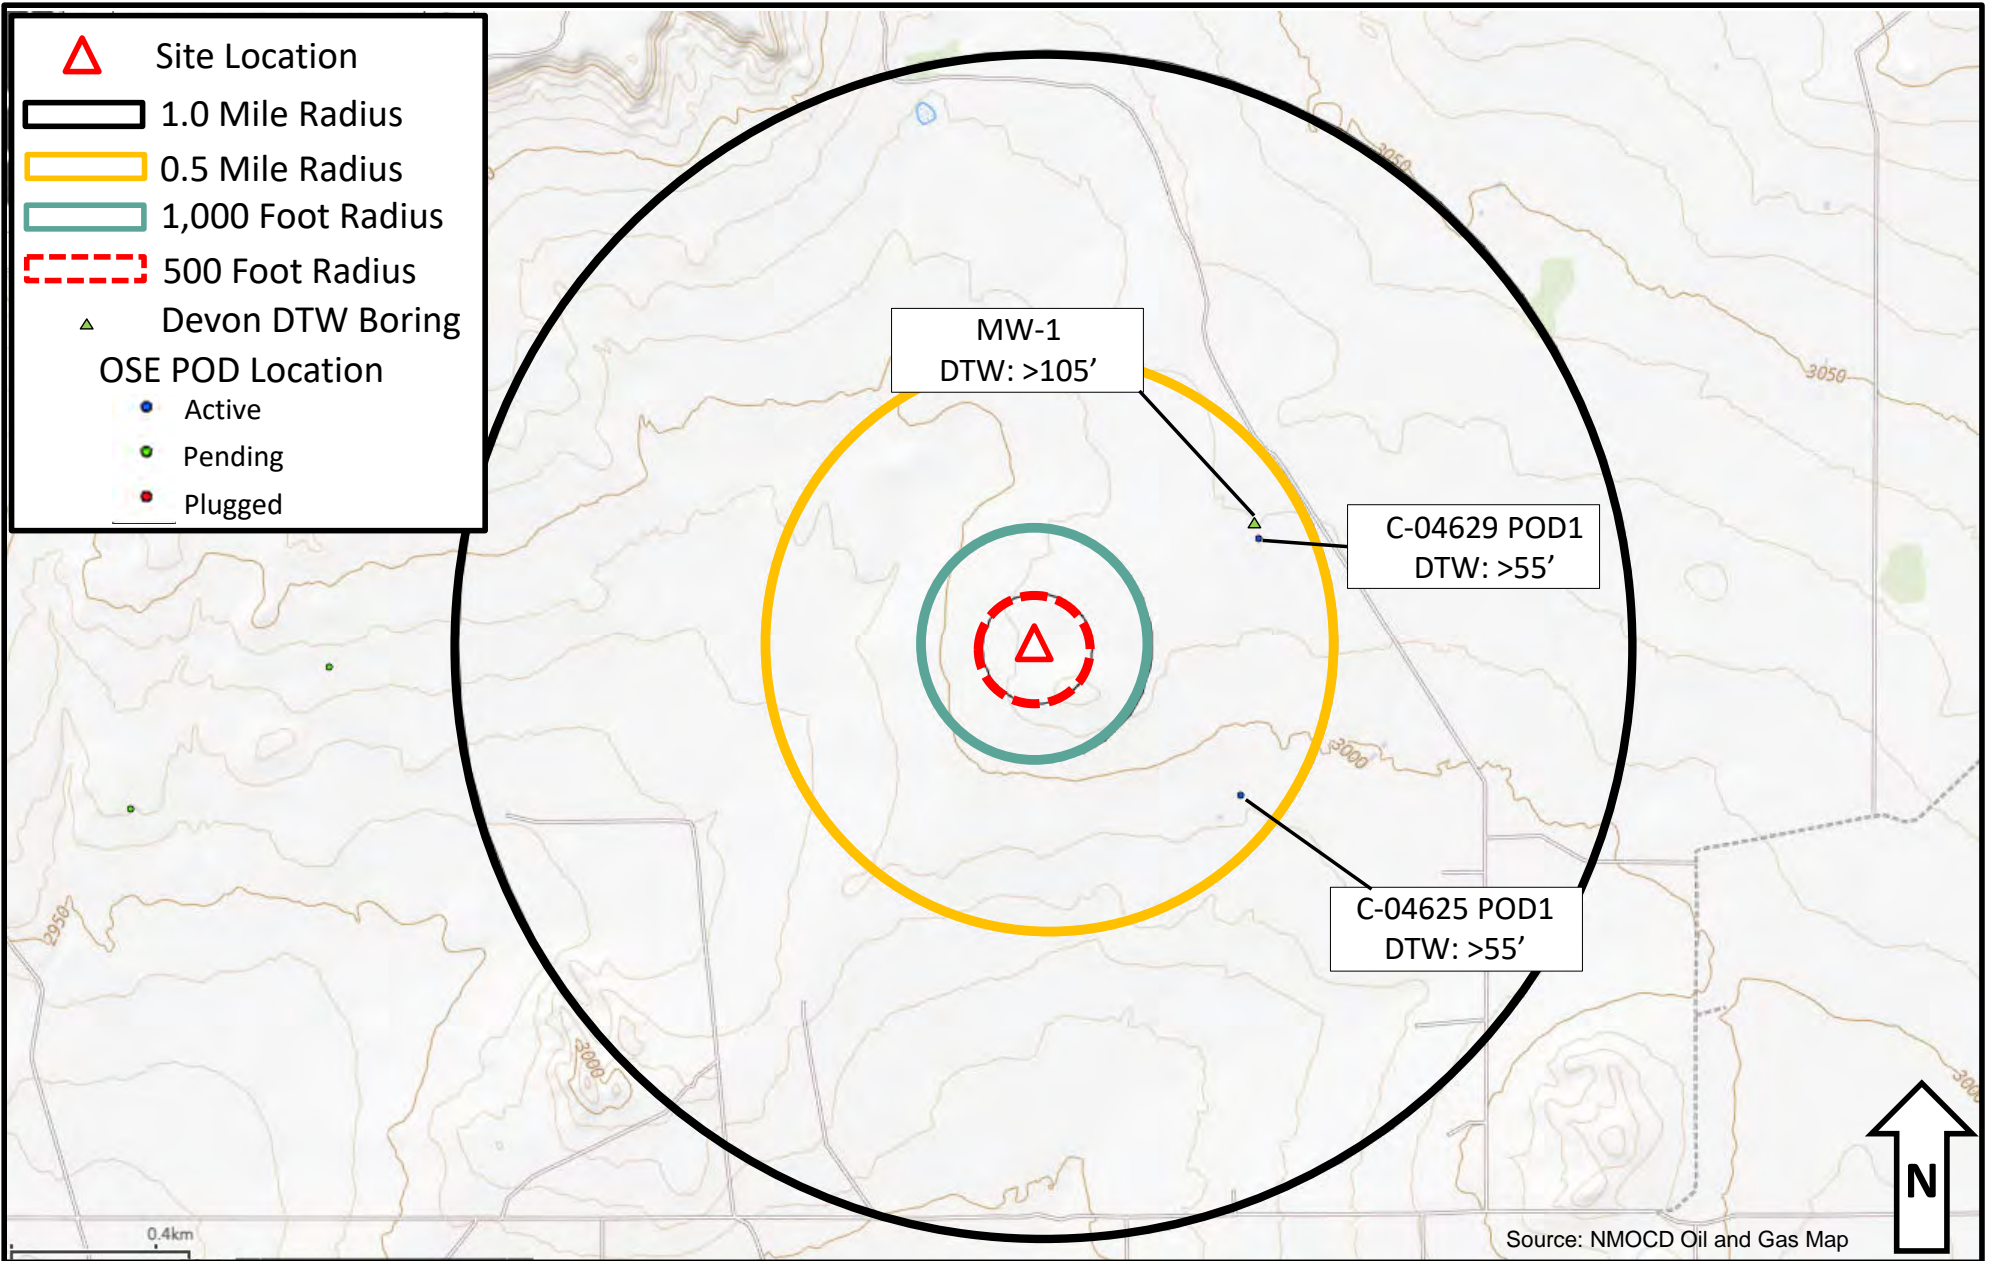 Site Location
1.0 Mile Radius
0.5 Mile Radius
1,000 Foot Radius
500 Foot Radius
Devon DTW Boring
OSE POD Location
Active
Pending
Plugged
3050
3050
MW-1
DTW: >105’
C-04629 POD1
DTW: >55’
3000
C-04625 POD1
DTW: >55’
2950
3000
3000
N
0.4km
Source: NMOCD Oil and Gas Map